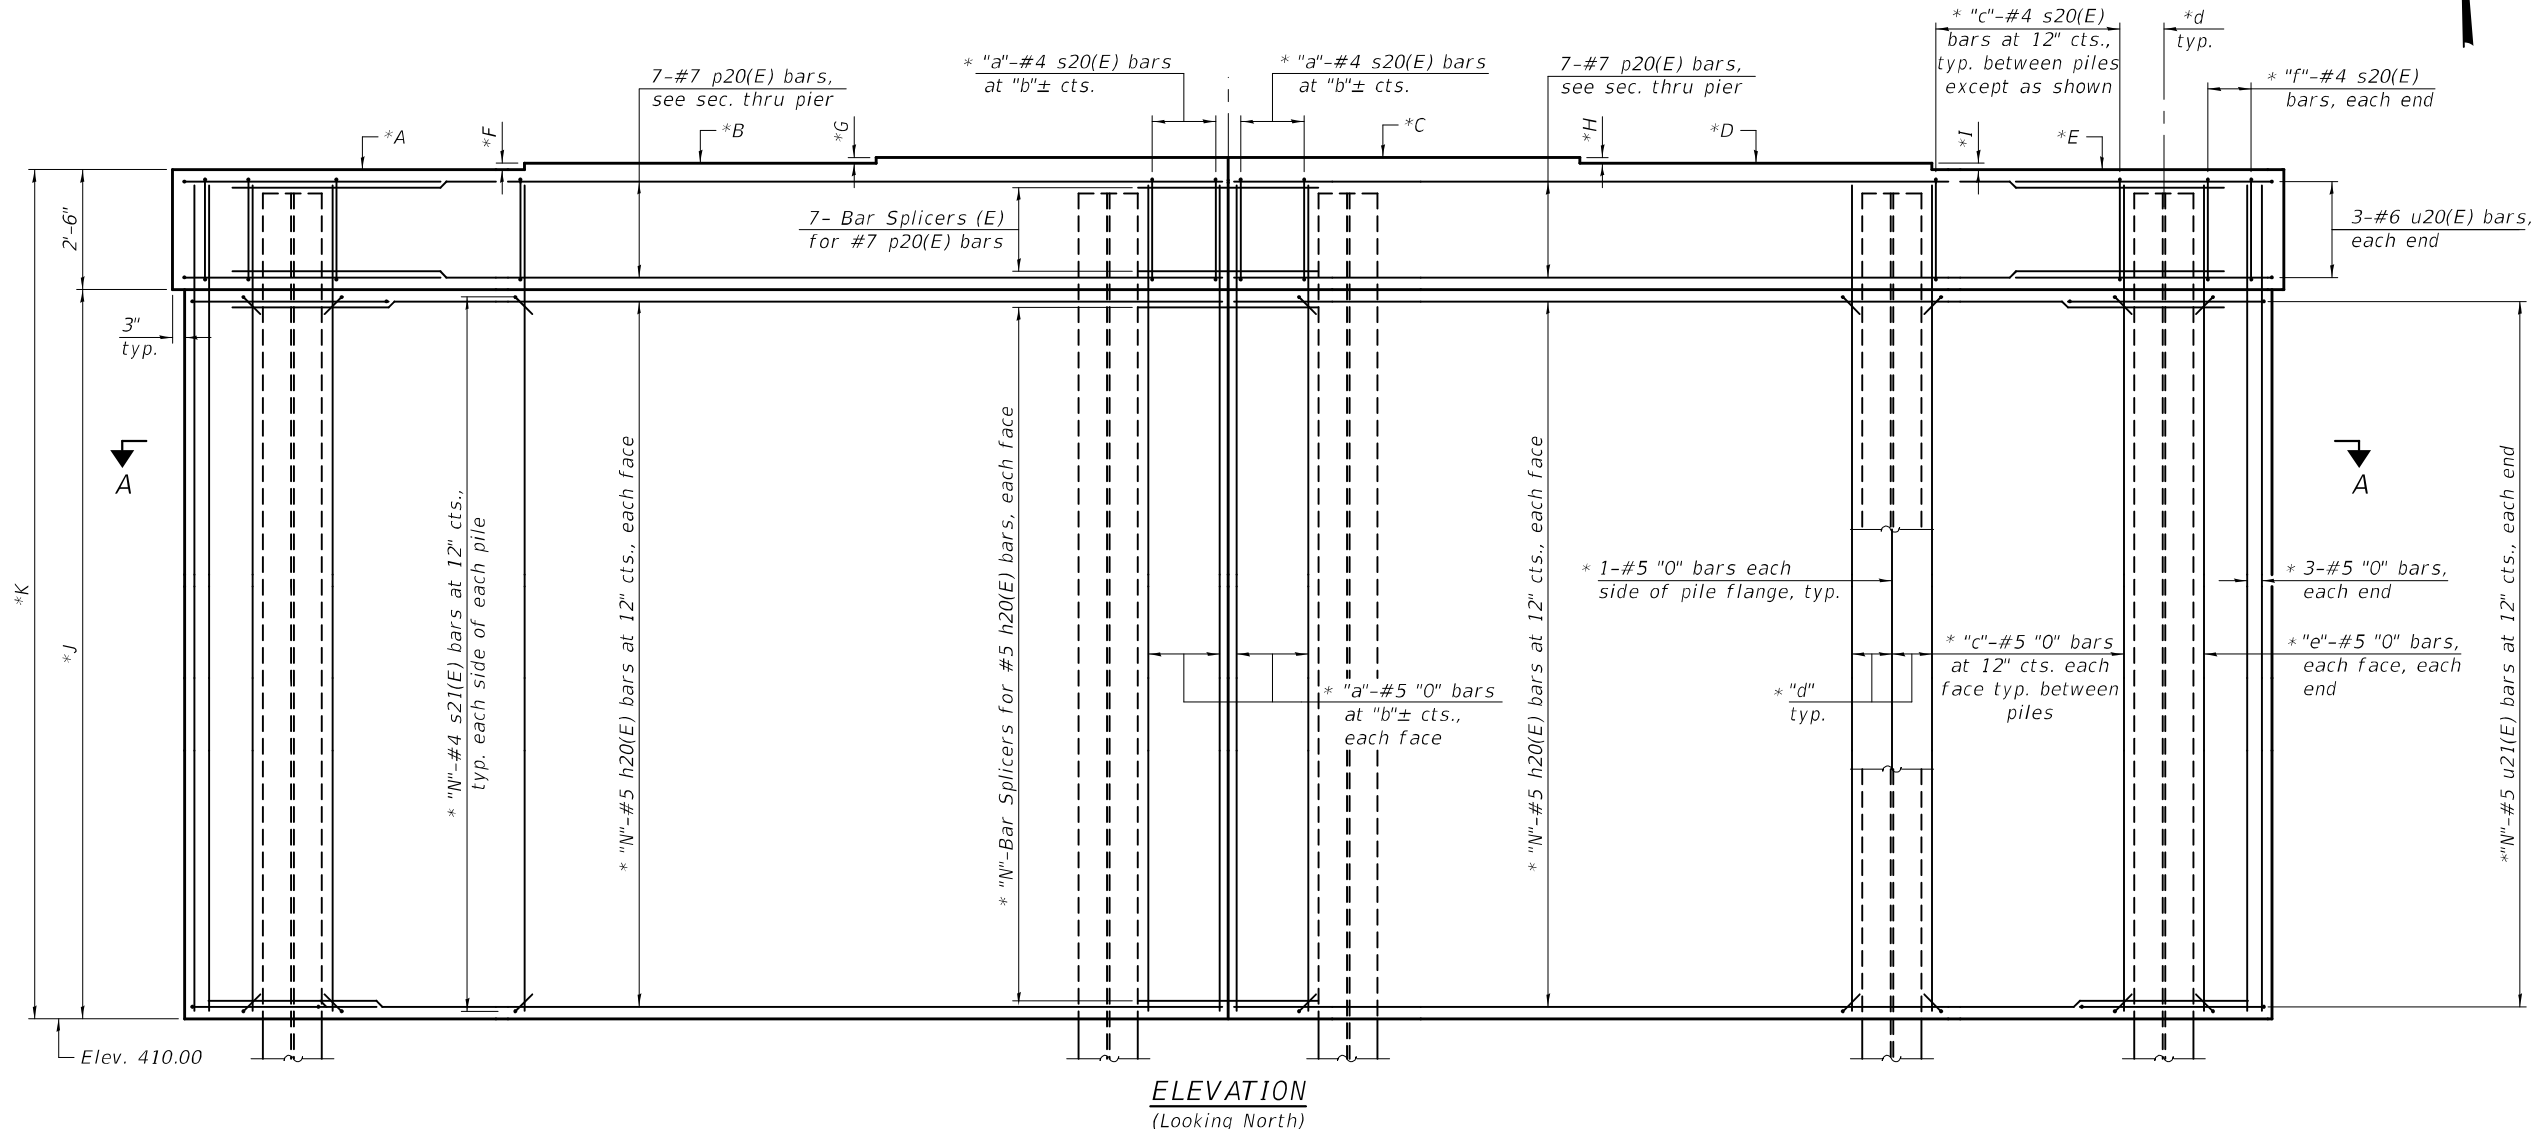 * "c"-#4 s20(E)
bars at 12" cts.,
typ. between piles
except as shown
*d
typ.
* "a"-#4 s20(E) bars
at "b"± cts.
* "a"-#4 s20(E) bars
at "b"± cts.
7-#7 p20(E) bars,
see sec. thru pier
7-#7 p20(E) bars,
see sec. thru pier
* "f"-#4 s20(E)
bars, each end
*A
*F
*B
*G
*C
*H
*D
*I
*E
2'-6"
7- Bar Splicers (E)
for #7 p20(E) bars
3-#6 u20(E) bars,
each end
3"
typ.
A
A
*K
*J
* "N"-#4 s21(E) bars at 12" cts.,
typ. each side of each pile
* "N"-#5 h20(E) bars at 12" cts., each face
* "N"-Bar Splicers for #5 h20(E) bars, each face
* "N"-#5 h20(E) bars at 12" cts., each face
*"N"-#5 u21(E) bars at 12" cts., each end
* 1-#5 "0" bars each
side of pile flange, typ.
* 3-#5 "0" bars,
each end
* "a"-#5 "0" bars
at "b"± cts.,
each face
* "d"
typ.
* "c"-#5 "0" bars
at 12" cts. each
face typ. between
piles
* "e"-#5 "0" bars,
each face, each
end
Elev. 410.00
ELEVATION
(Looking North)